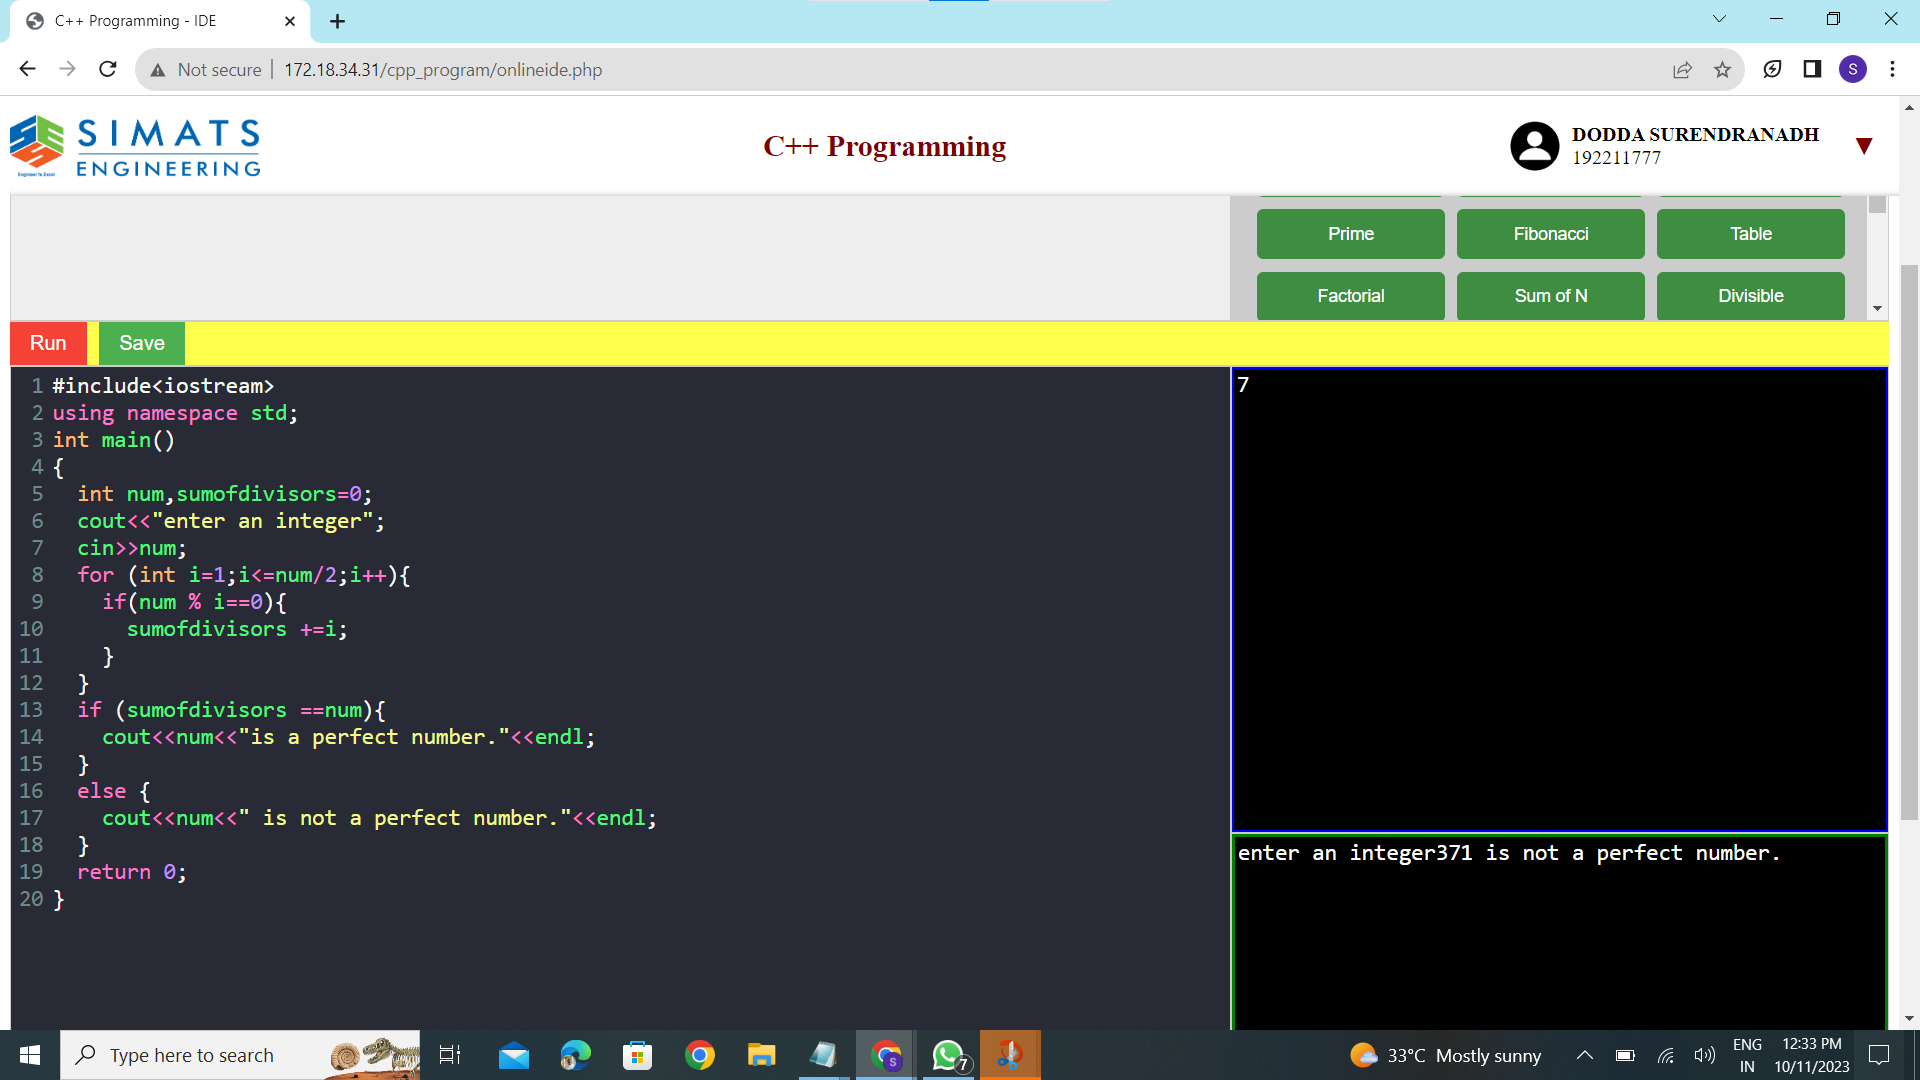 C++ Programming - IDE
Not secure
172.18.34.31/cpp_program/onlineide.php
S
SIMATS
ENGINEERING
Engineer to Excel
C++ Programming
DODDA SURENDRANADH
192211777
Prime
Fibonacci
Table
Factorial
Sum of N
Divisible
Run
Save
1 #include<iostream>
2 using namespace std;
3 int main()
4 {
5 int num,sumofdivisors=0;
6 cout<<"enter an integer";
7 cin>>num;
8 for (int i=1;i<=num/2;i++){
9 if(num % i==0){
10 sumofdivisors +=i;
11 }
12 }
13 if (sumofdivisors ==num){
14 cout<<num<<"is a perfect number."<<endl;
15 }
16 else {
17 cout<<num<<" is not a perfect number."<<endl;
18 }
19 return 0;
20 }
7
enter an integer371 is not a perfect number.
Type here to search
S
7
33°C Mostly sunny
ENG
IN
12:33 PM
10/11/2023